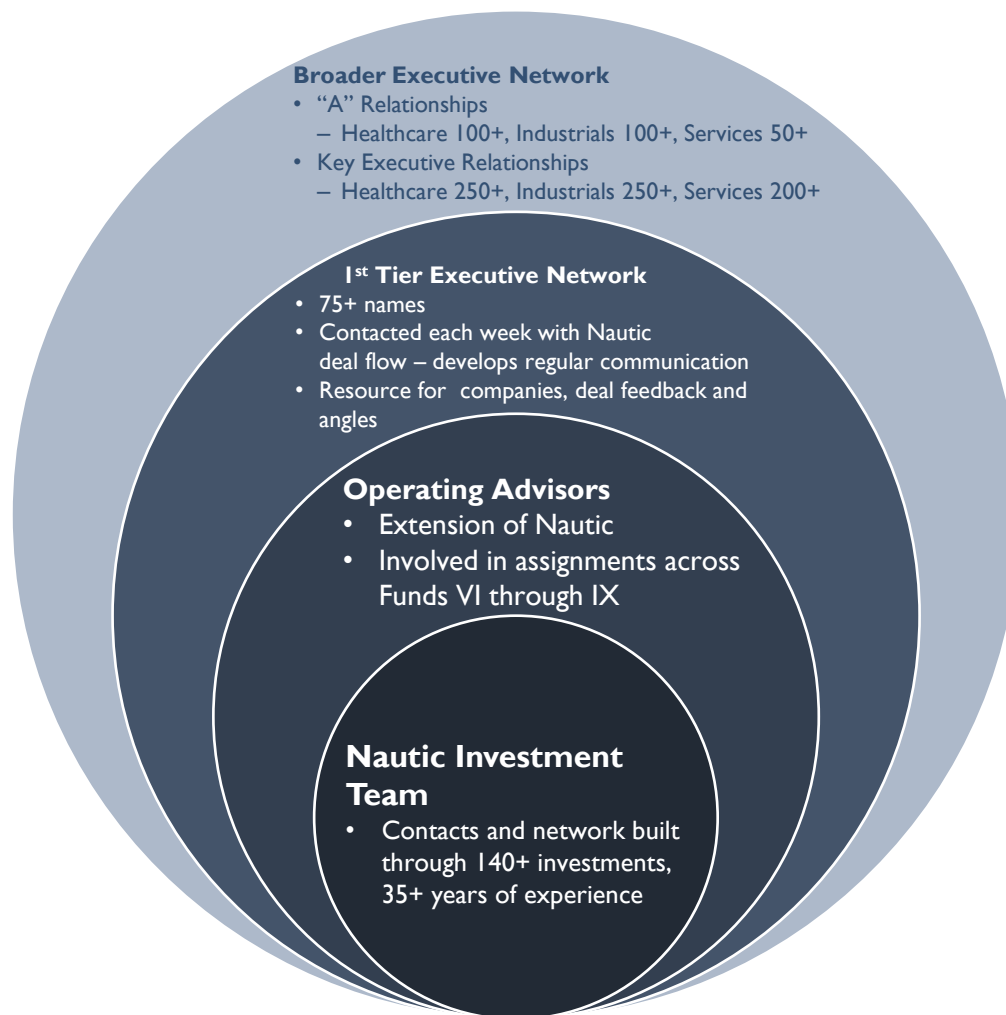 Broader Executive Network
• “A” Relationships
– Healthcare 100+, Industrials 100+, Services 50+
• Key Executive Relationships
– Healthcare 250+, Industrials 250+, Services 200+
1st Tier Executive Network
• 75+ names
• Contacted each week with Nautic
deal flow – develops regular communication
• Resource for companies, deal feedback and
angles
Operating Advisors
• Extension of Nautic
• Involved in assignments across
Funds VI through IX
Nautic Investment
Team
• Contacts and network built
through 140+ investments,
35+ years of experience